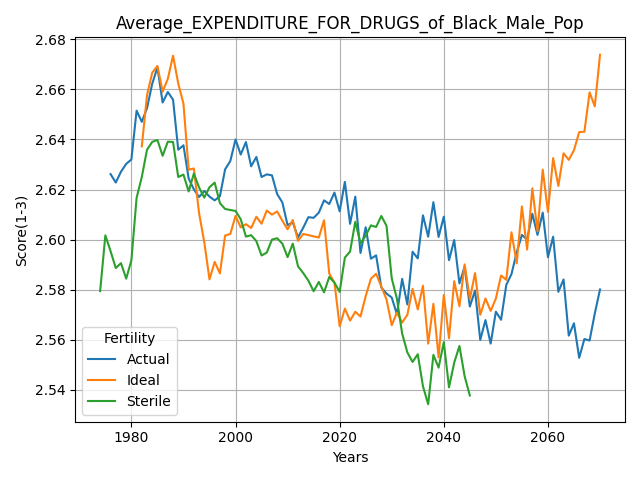 Average_EXPENDITURE_FOR_DRUGS_of_Black_Male_Pop
2.68
2.66
2.64
2.62
2.60
2.58
2.56
2.54
Score(1-3)
Fertility
Actual
Ideal
Sterile
1980
2000
2020
2040
2060
Years